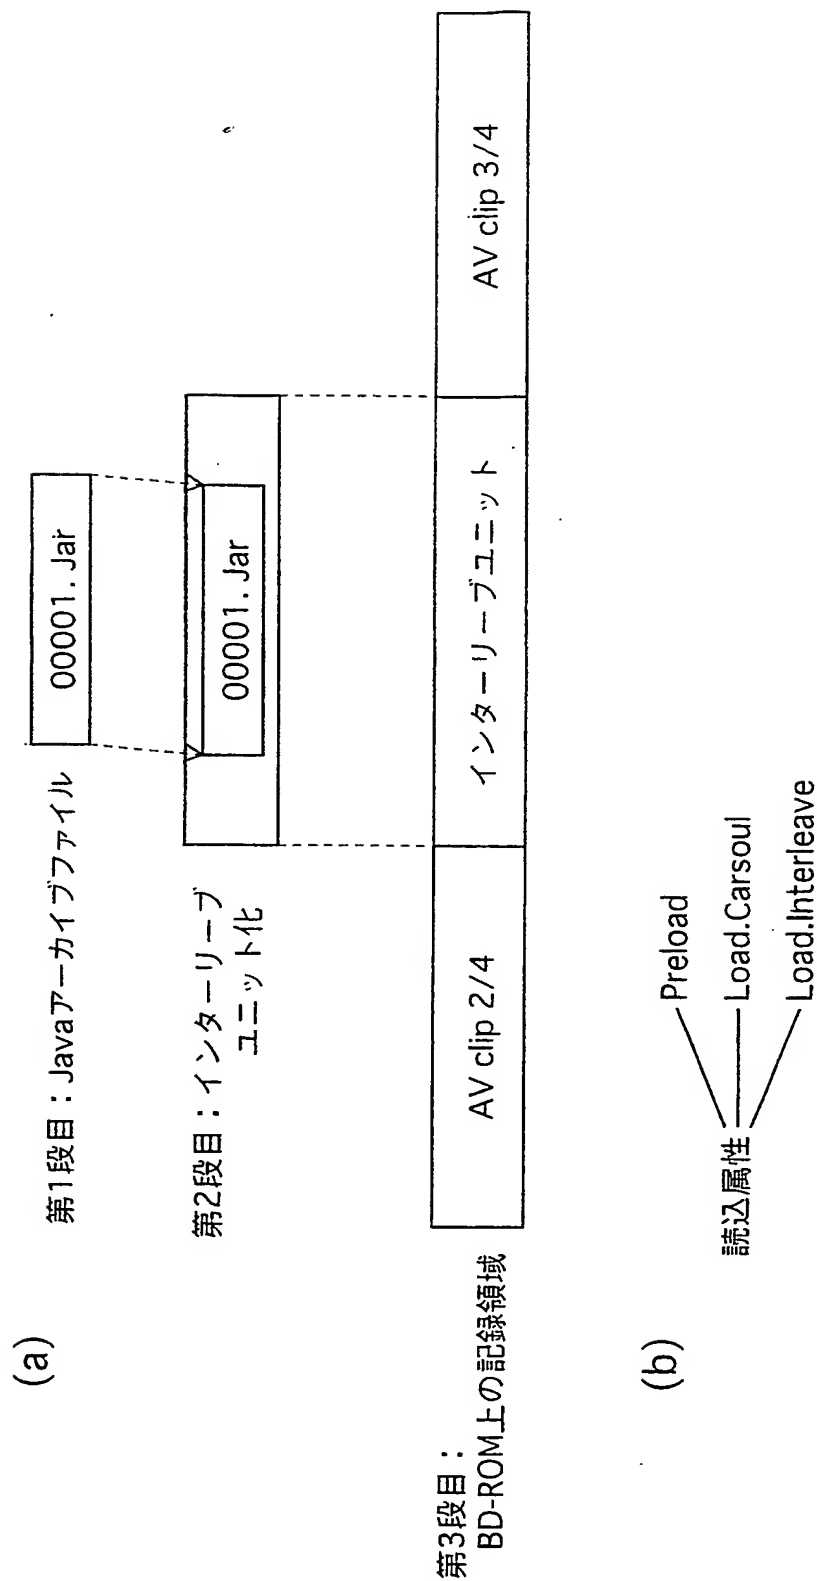 (a)
第1段目：Javaアーカイブファイル
00001. Jar
第2段目：インターリーブ
ユニット化
00001. Jar
第3段目：
BD-ROM上の記録領域
AV clip 2/4
インターリーブユニット
AV clip 3/4
(b)
読込属性
Preload
Load.Carsoul
Load.Interleave